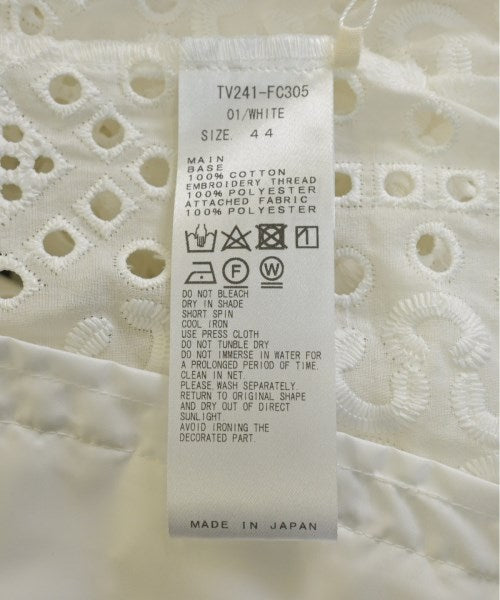 TV241-FC305
01/WHITE
SIZE. 44
MAIN
BASE
100% COTTON
EMBROIDERY THREAD
100% POLYESTER
ATTACHED FABRIC
100% POLYESTER
1
F W
DO NOT BLEACH
DRY IN SHADE
SHORT SPIN
COOL IRON
USE PRESS CLOTH
DO NOT TUMBLE DRY
DO NOT IMMERSE IN WATER FOR
A PROLONGED PERIOD OF TIME.
CLEAN IN NET.
PLEASE WASH SEPARATELY.
RETURN TO ORIGINAL SHAPE
AND DRY OUT OF DIRECT
SUNLIGHT.
AVOID IRONING THE
DECORATED PART.
MADE IN JAPAN